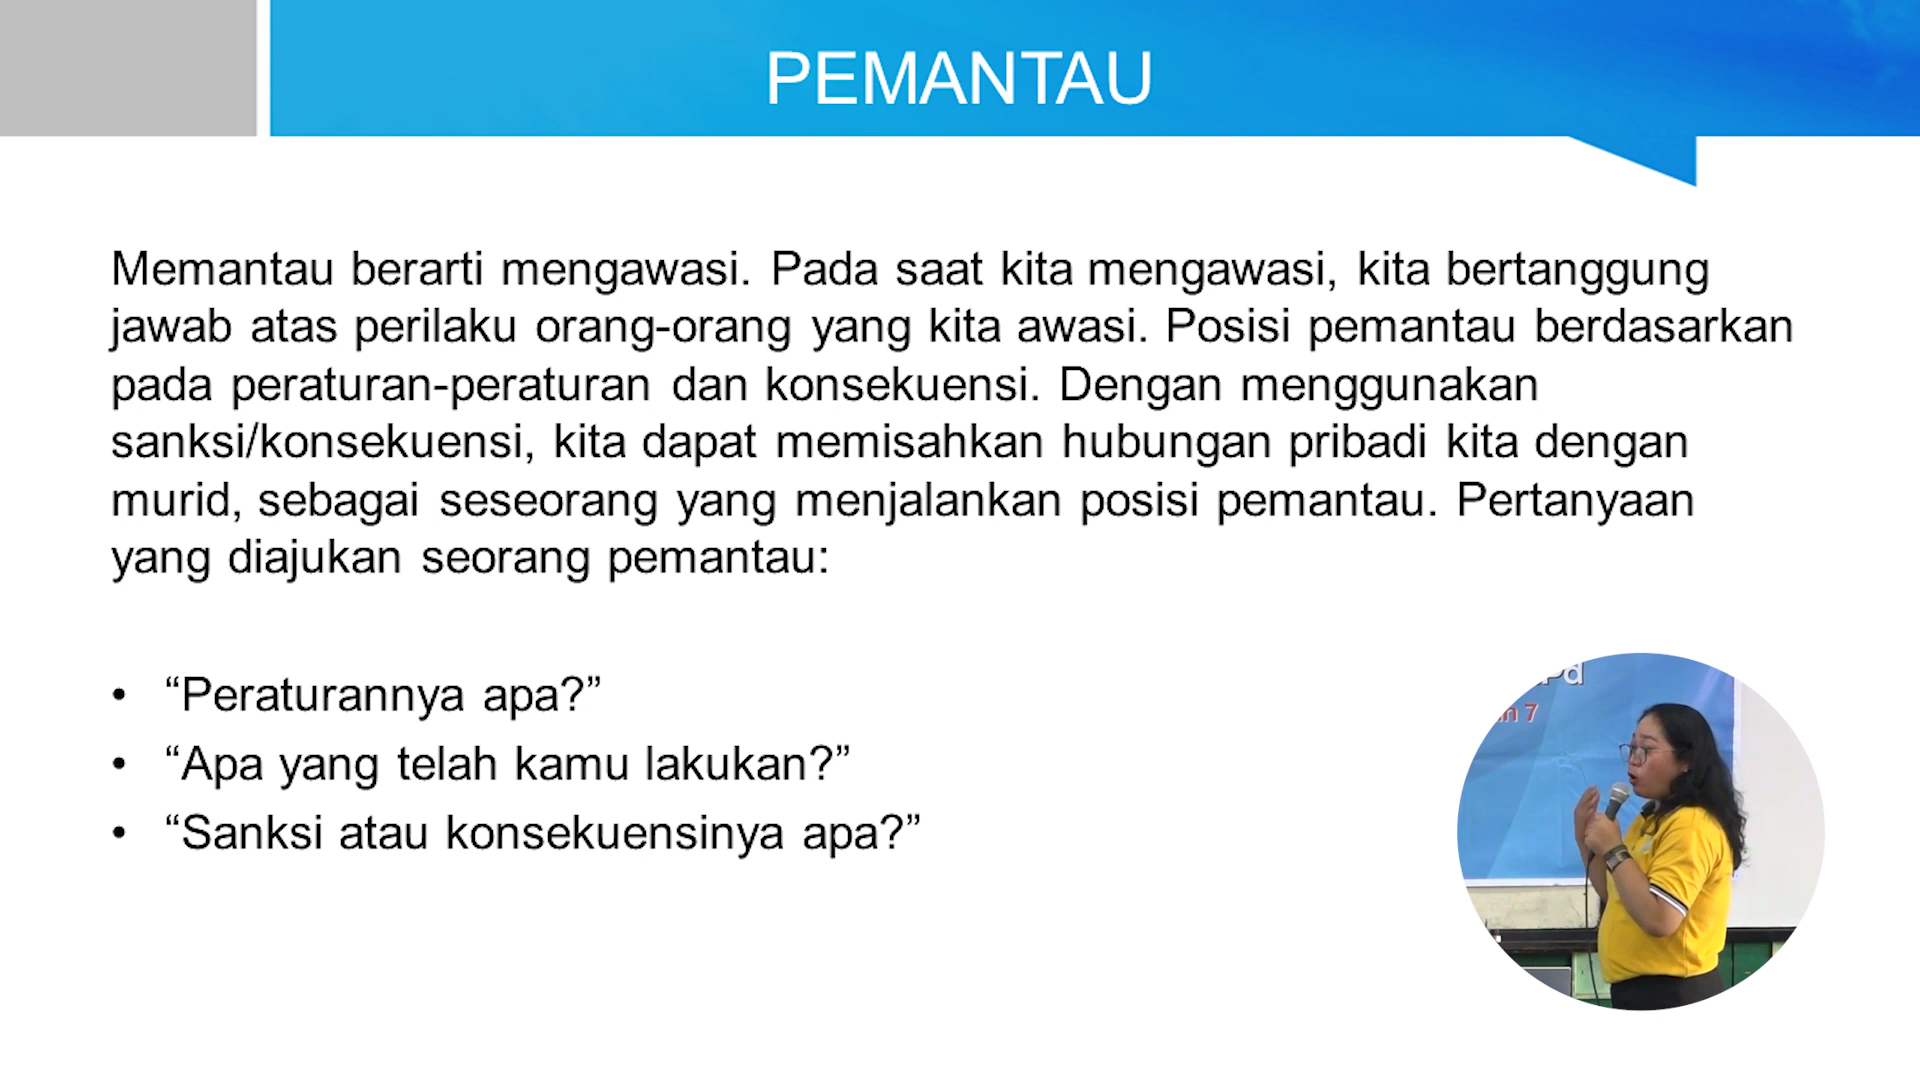 PEMANTAU
Memantau berarti mengawasi. Pada saat kita mengawasi, kita bertanggung
jawab atas perilaku orang-orang yang kita awasi. Posisi pemantau berdasarkan
pada peraturan-peraturan dan konsekuensi. Dengan menggunakan
sanksi/konsekuensi, kita dapat memisahkan hubungan pribadi kita dengan
murid, sebagai seseorang yang menjalankan posisi pemantau. Pertanyaan
yang diajukan seorang pemantau:
• “Peraturannya apa?”
• “Apa yang telah kamu lakukan?”
• “Sanksi atau konsekuensinya apa?”
7